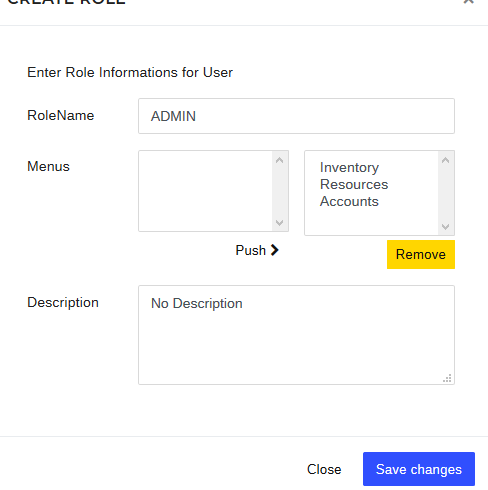 CREATE ROLE
Enter Role Informations for User
RoleName
ADMIN
Menus
Inventory
Resources
Accounts
Push
Remove
Description
No Description
Close
Save changes